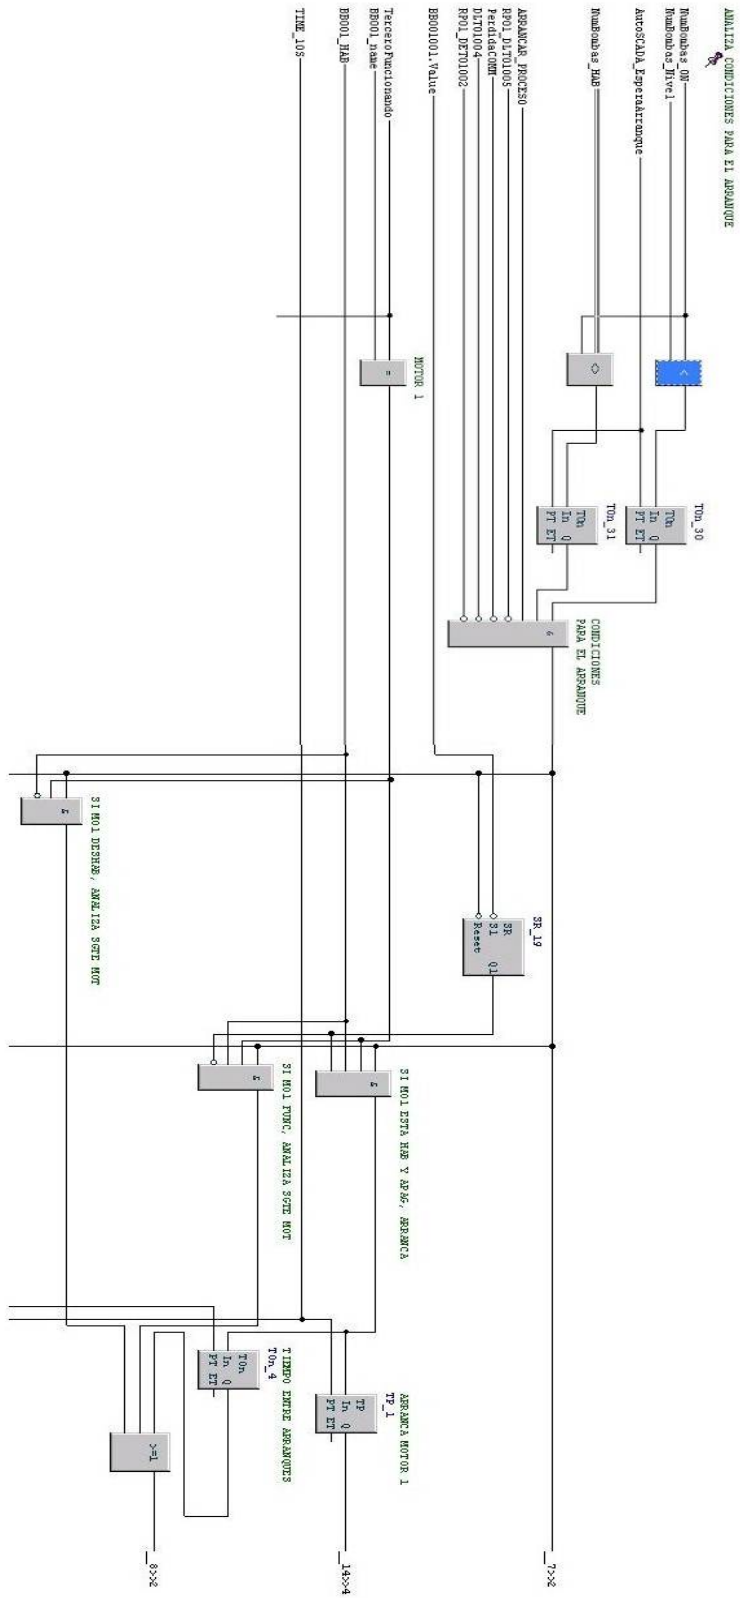 ANALIZA CONDICIONES PARA EL ARRANQUE
NumBombas_ON
NumBombas_Nivel
AutoSCADA_EsperaArranque
NumBombas_HAB
ARRANCAR_PROCESO
RP01_DLT01005
PerdidaCOMM
DLT01004
RP01_DET01002
BB001001.Value
TerceroFuncionando
BB001_name
BB001_HAB
TIME_10S
<
<>
MOTOR 1
=
TOn_30
TOn
In Q
PT ET
TOn_31
TOn
In Q
PT ET
CONDICIONES
PARA EL ARRANQUE
&
SI M01 DESHAB, ANALIZA SGTE MOT
&
SR_19
SR
S1 Q1
Reset
SI M01 ESTA HAB Y APAG, ARRANCA
&
SI M01 FUNC, ANALIZA SGTE MOT
&
ARRANCA MOTOR 1
TP_1
TP
In Q
PT ET
TIEMPO ENTRE ARRANQUES
TOn_4
TOn
In Q
PT ET
>=1
_7>>2
_14>>4
_8>>2